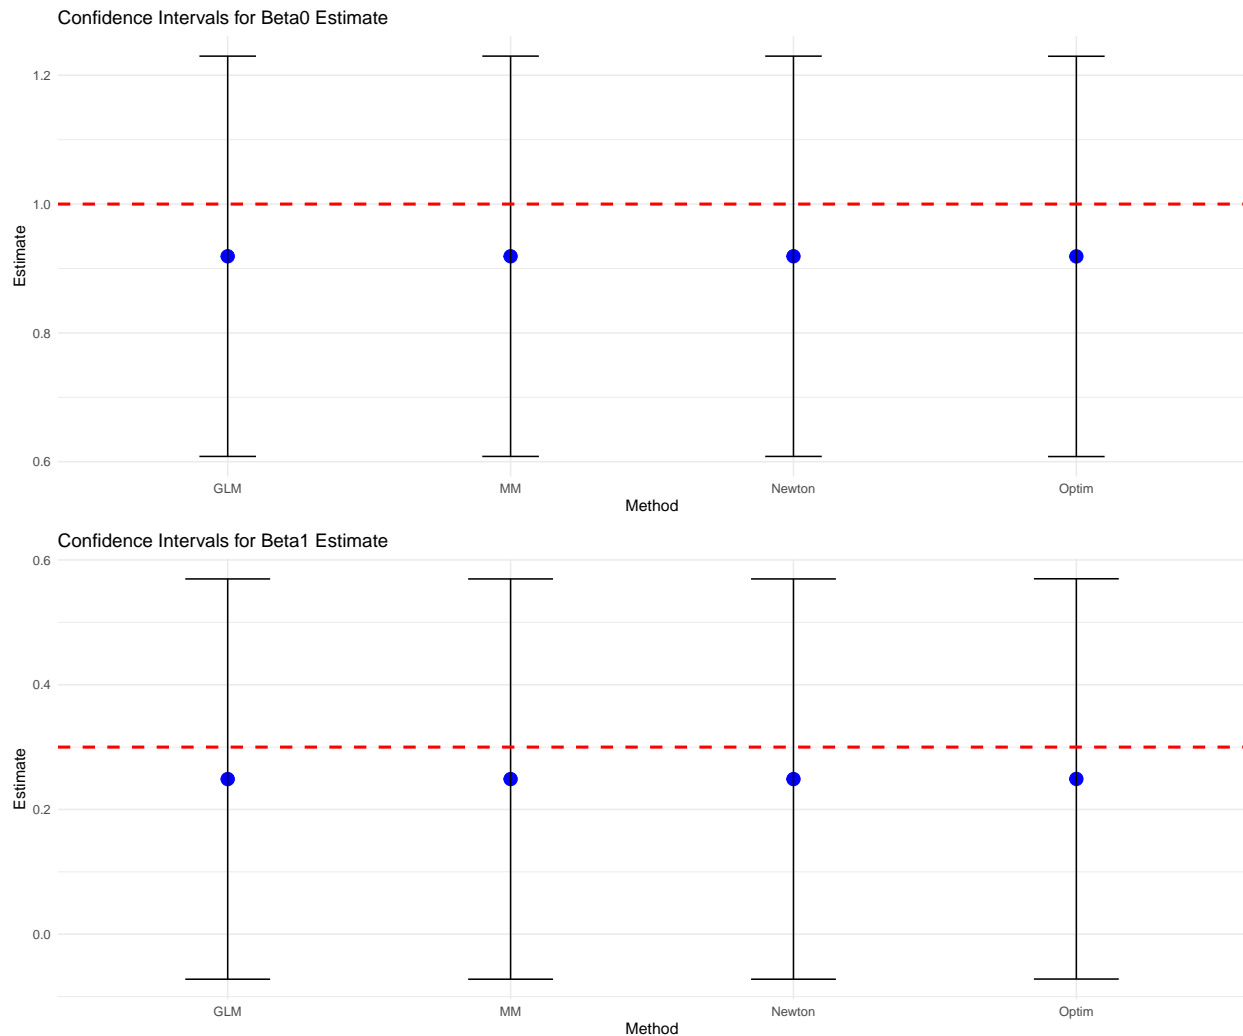 Confidence Intervals for Beta0 Estimate
1.2
1.0
0.8
0.6
Estimate
GLM MM Newton Optim
Method
Confidence Intervals for Beta1 Estimate
0.6
0.4
0.2
0.0
Estimate
GLM MM Newton Optim
Method